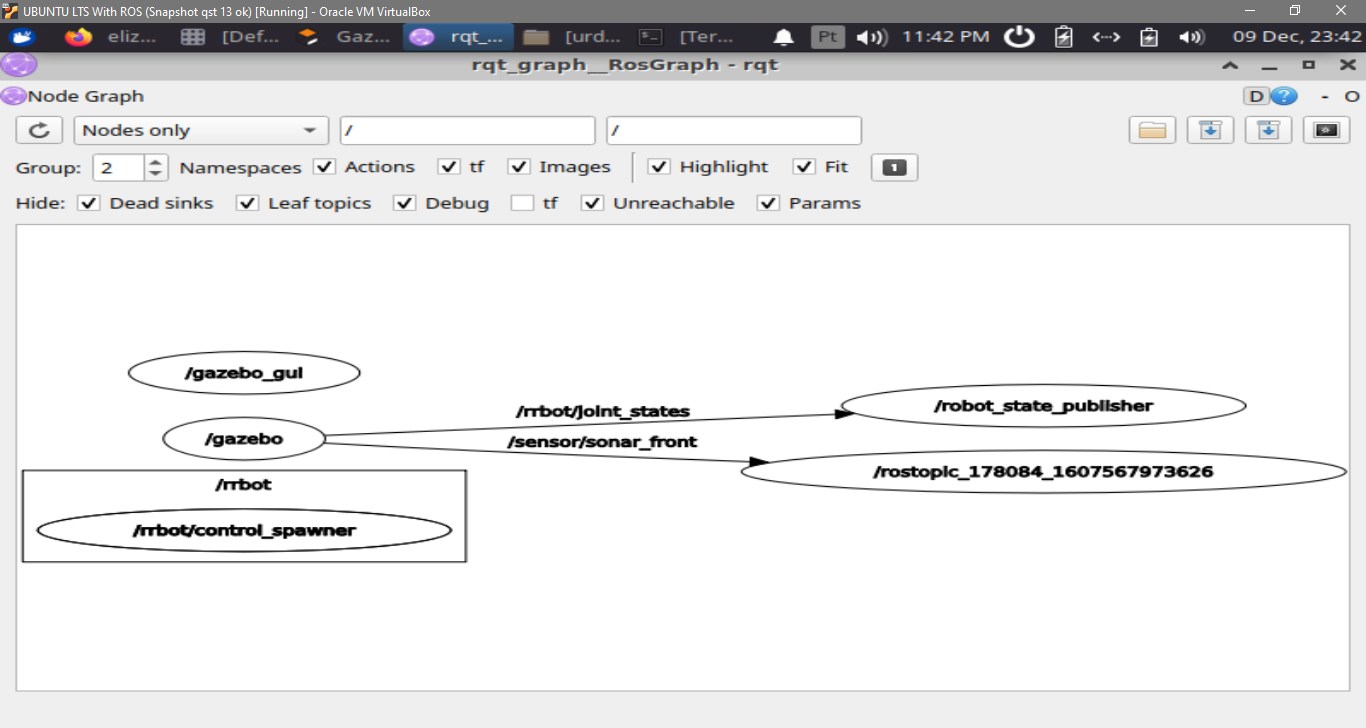 UBUNTU LTS With ROS (Snapshot qst 13 ok) [Running] - Oracle VM VirtualBox
eliz... [Def... Gaz... rqt_... [urd... [Ter... Pt 11:42 PM 09 Dec, 23:42
rqt_graph__RosGraph - rqt
Node Graph D ? - O
Nodes only / /
Group: 2 Namespaces Actions tf Images Highlight Fit 1
Hide: Dead sinks Leaf topics Debug tf Unreachable Params
/gazebo_gui
/rrbot/joint_states
/robot_state_publisher
/gazebo
/sensor/sonar_front
/rostopic_178084_1607567973626
/rrbot
/rrbot/control_spawner